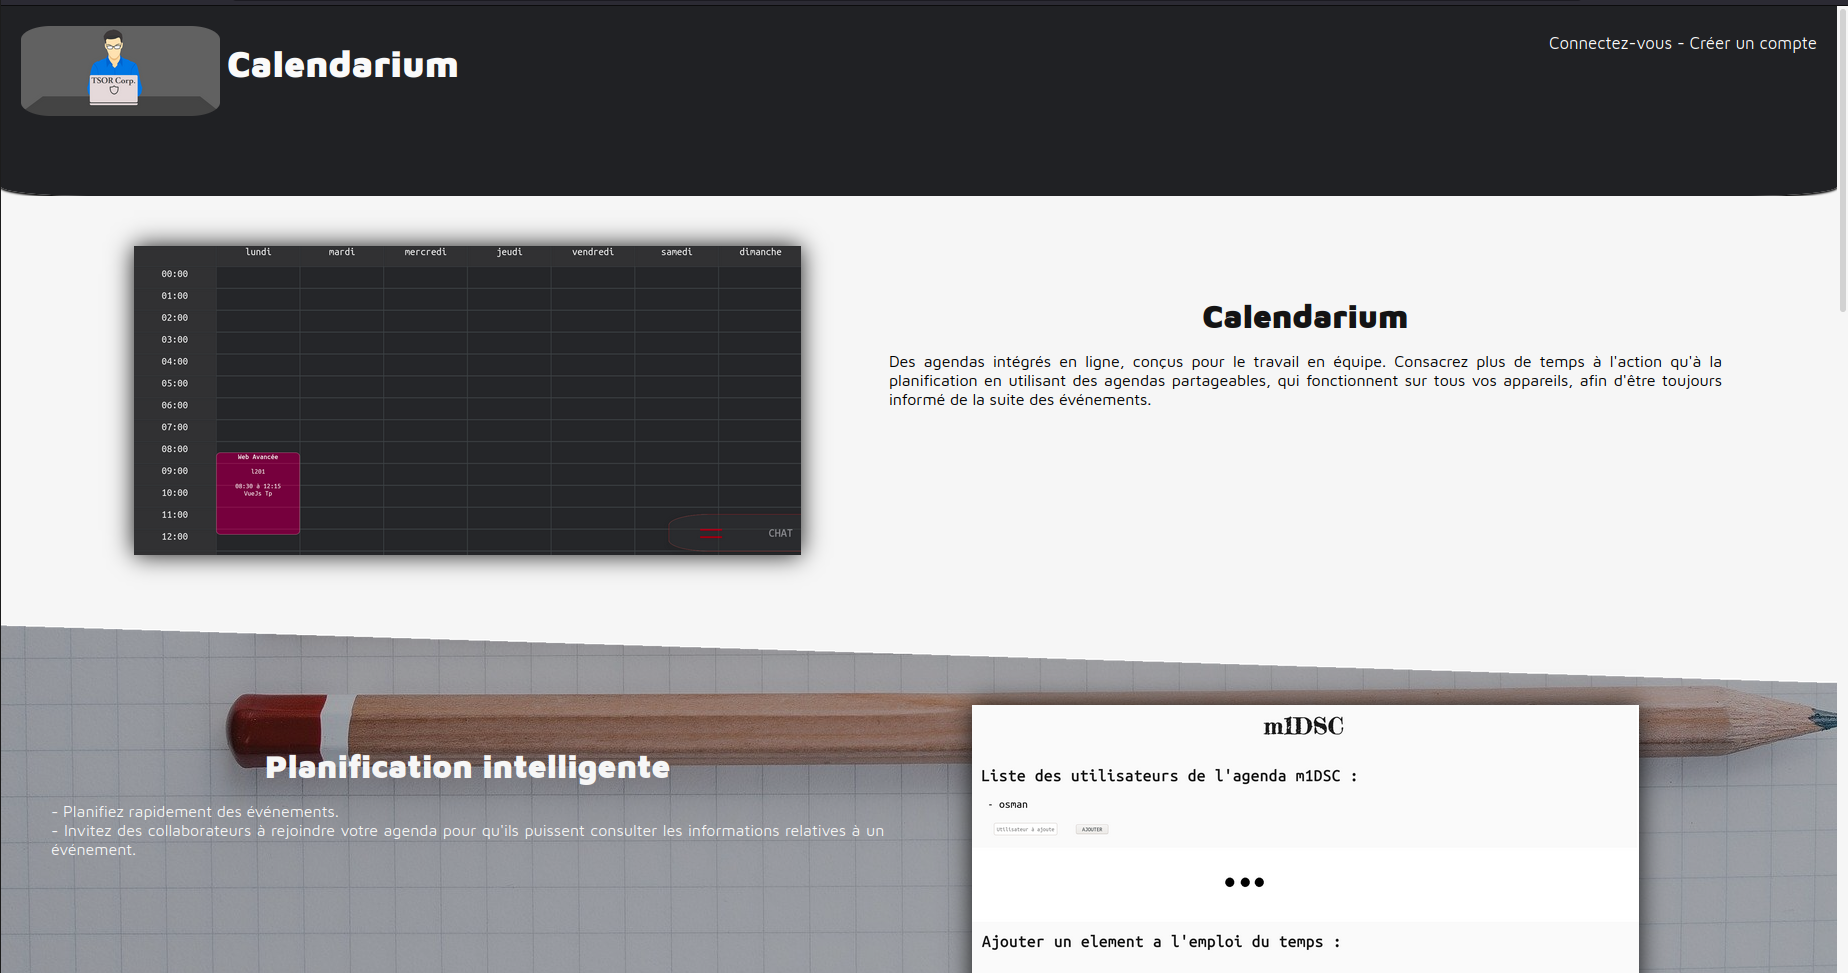 TSOR Corp.
Calendarium
Connectez-vous - Créer un compte
lundi mardi mercredi jeudi vendredi samedi dimanche
00:00
01:00
02:00
03:00
04:00
05:00
06:00
07:00
08:00
09:00
10:00
11:00
12:00
Web Avancée
l201
08:30 à 12:15
VueJs Tp
CHAT
Calendarium
Des agendas intégrés en ligne, conçus pour le travail en équipe. Consacrez plus de temps à l'action qu'à la
planification en utilisant des agendas partageables, qui fonctionnent sur tous vos appareils, afin d'être toujours
informé de la suite des événements.
Planification intelligente
- Planifiez rapidement des événements.
- Invitez des collaborateurs à rejoindre votre agenda pour qu'ils puissent consulter les informations relatives à un
événement.
m1DSC
Liste des utilisateurs de l'agenda m1DSC :
- osman
Utilisateur à ajoute
AJOUTER
Ajouter un element a l'emploi du temps :